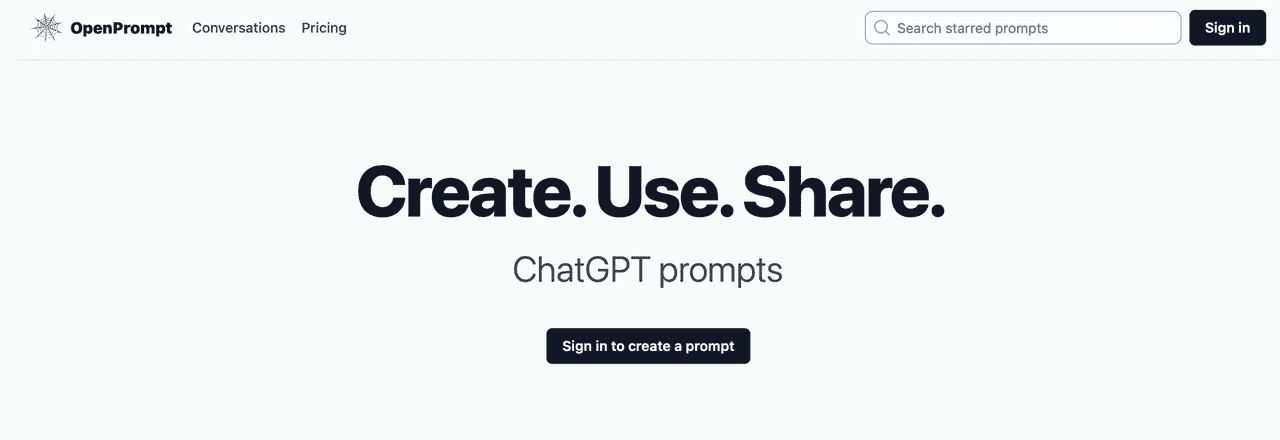 OpenPrompt Conversations Pricing Search starred prompts Sign in
Create. Use. Share.
ChatGPT prompts
Sign in to create a prompt